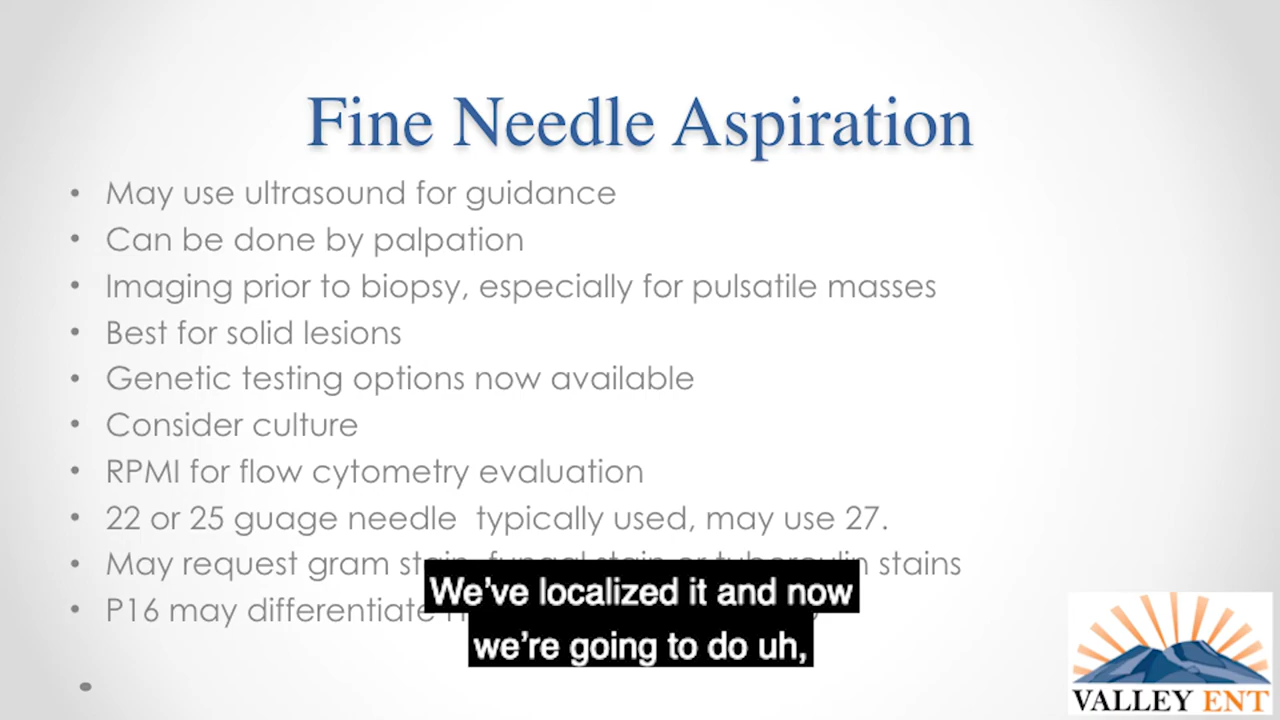 Fine Needle Aspiration
• May use ultrasound for guidance
• Can be done by palpation
• Imaging prior to biopsy, especially for pulsatile masses
• Best for solid lesions
• Genetic testing options now available
• Consider culture
• RPMI for flow cytometry evaluation
• 22 or 25 guage needle typically used, may use 27.
• May request gram stain, fungal stain or tuberculin stains
• P16 may differentiate
We've localized it and now
we're going to do uh,
VALLEY ENT